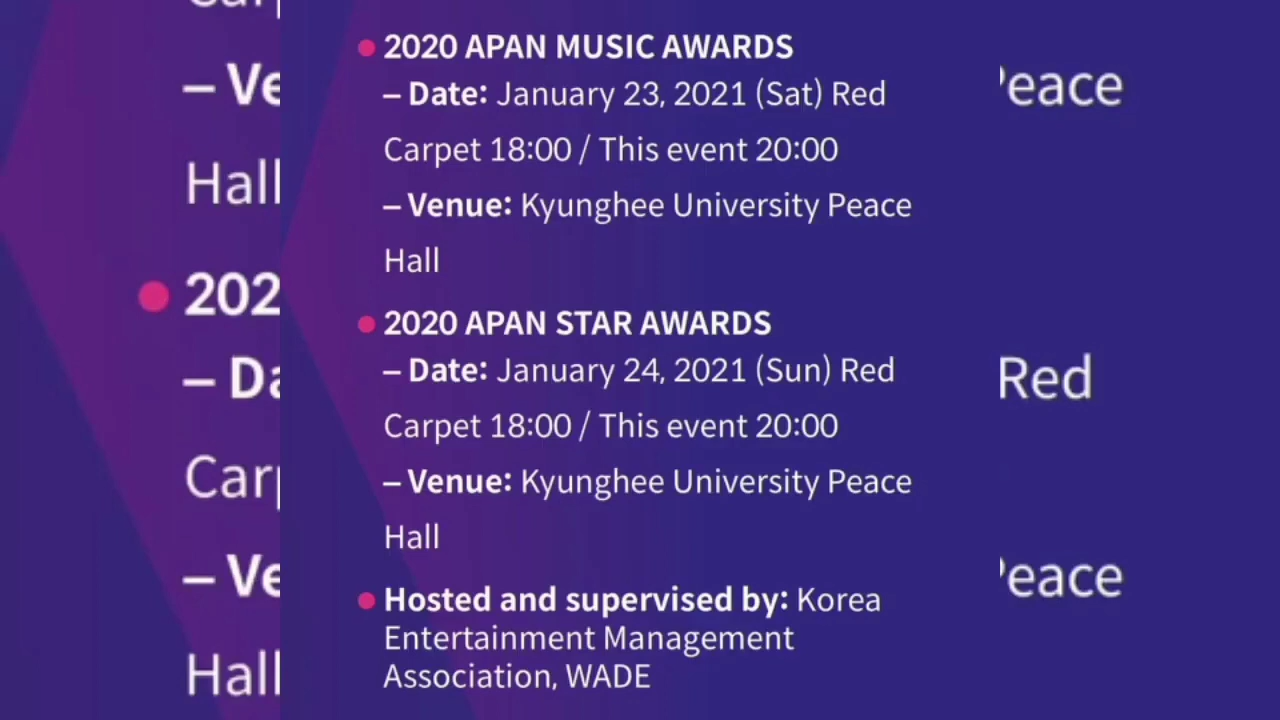 2020 APAN MUSIC AWARDS
– Date: January 23, 2021 (Sat) Red
Carpet 18:00 / This event 20:00
– Venue: Kyunghee University Peace
Hall
2020 APAN STAR AWARDS
– Date: January 24, 2021 (Sun) Red
Carpet 18:00 / This event 20:00
– Venue: Kyunghee University Peace
Hall
Hosted and supervised by: Korea
Entertainment Management
Association, WADE